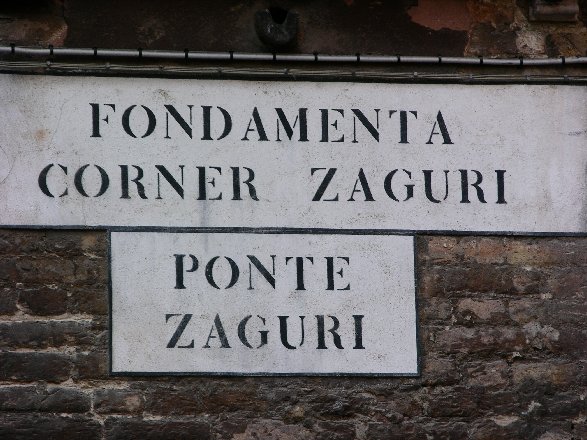 FONDAMENTA
CORNER ZAGURI
PONTE
ZAGURI